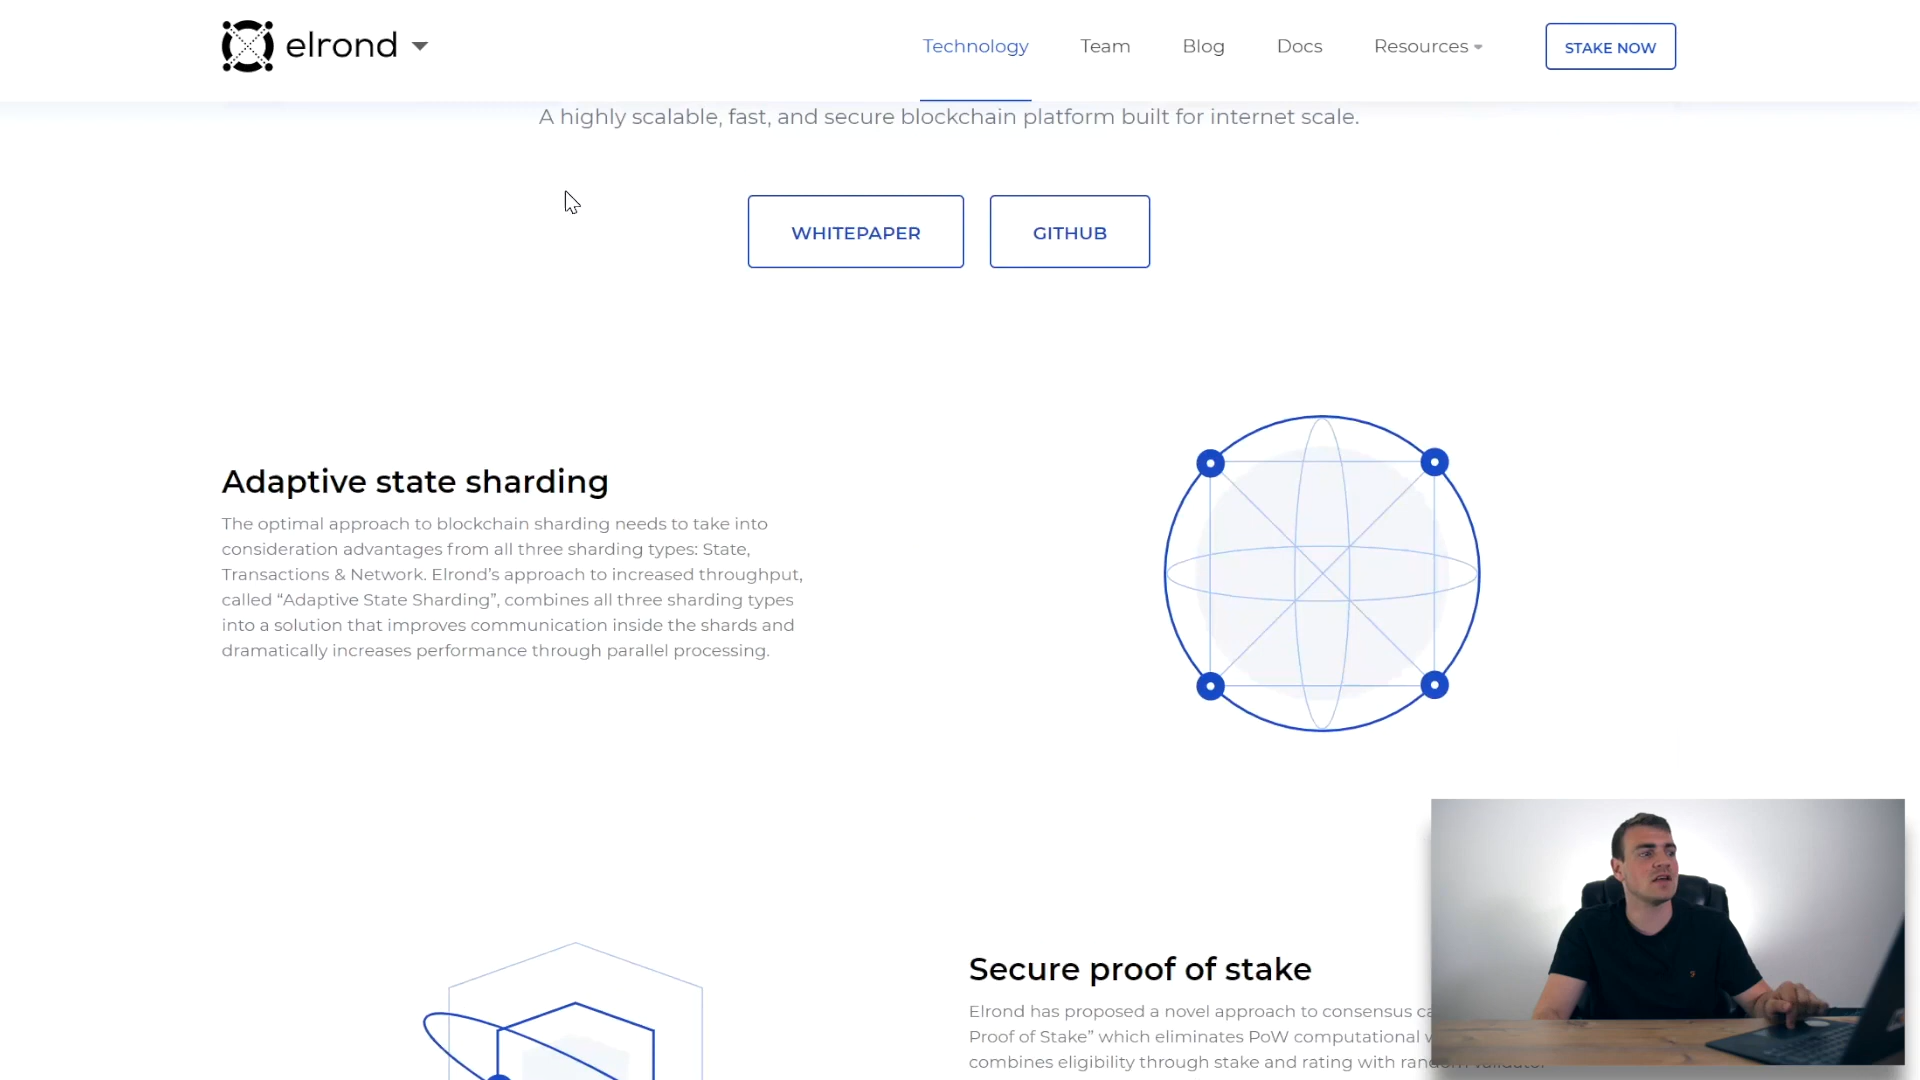 elrond
Technology
Team
Blog
Docs
Resources
STAKE NOW
A highly scalable, fast, and secure blockchain platform built for internet scale.
WHITEPAPER
GITHUB
Adaptive state sharding
The optimal approach to blockchain sharding needs to take into
consideration advantages from all three sharding types: State,
Transactions & Network. Elrond’s approach to increased throughput,
called “Adaptive State Sharding”, combines all three sharding types
into a solution that improves communication inside the shards and
dramatically increases performance through parallel processing.
Secure proof of stake
Elrond has proposed a novel approach to consensus
Proof of Stake” which eliminates PoW computational
combines eligibility through stake and rating with random